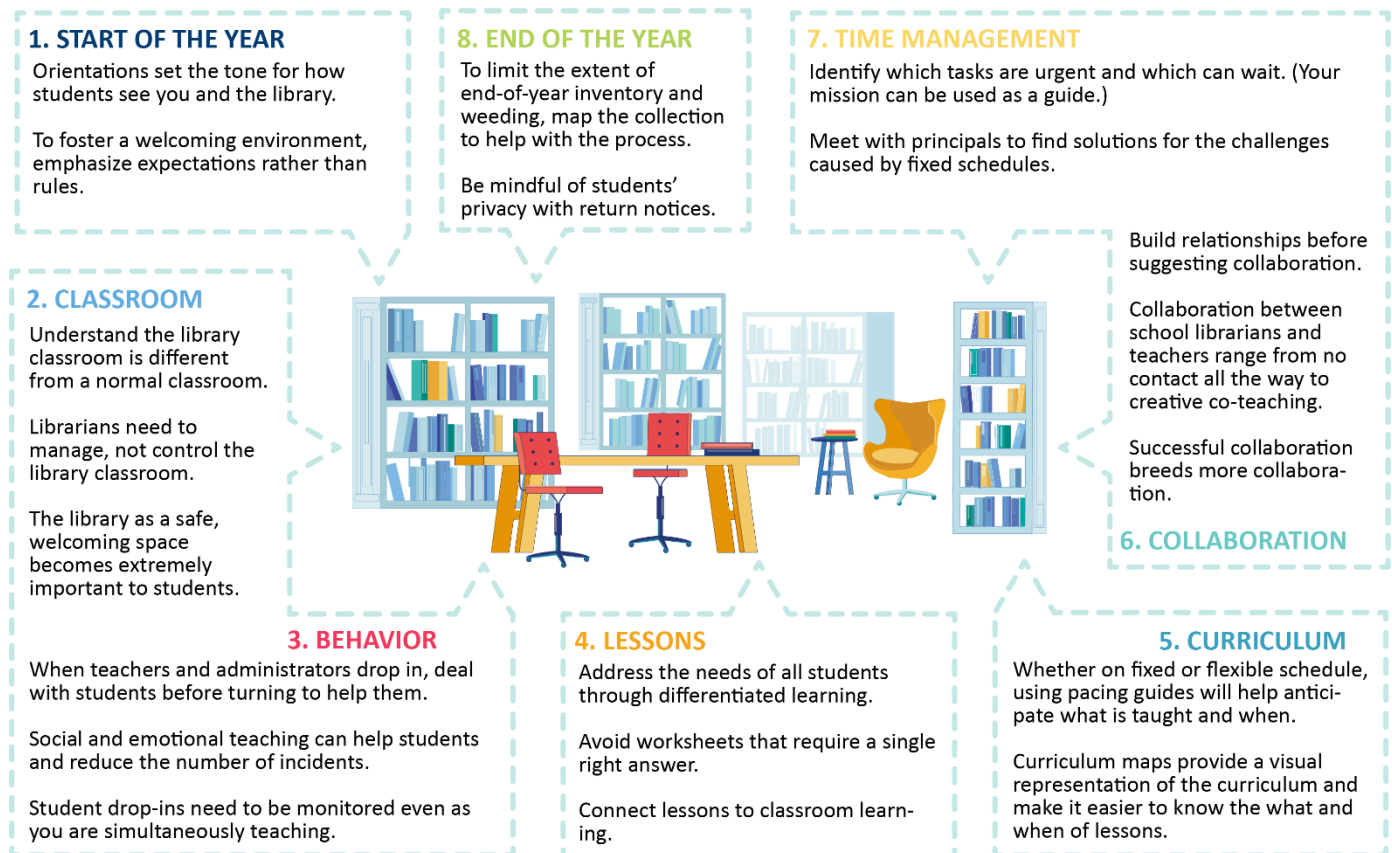 1. START OF THE YEAR
Orientations set the tone for how
students see you and the library.
To foster a welcoming environment,
emphasize expectations rather than
rules.
2. CLASSROOM
Understand the library
classroom is different
from a normal classroom.
Librarians need to
manage, not control the
library classroom.
The library as a safe,
welcoming space
becomes extremely
important to students.
3. BEHAVIOR
When teachers and administrators drop in, deal
with students before turning to help them.
Social and emotional teaching can help students
and reduce the number of incidents.
Student drop-ins need to be monitored even as
you are simultaneously teaching.
4. LESSONS
Address the needs of all students
through differentiated learning.
Avoid worksheets that require a single
right answer.
Connect lessons to classroom learn-
ing.
5. CURRICULUM
Whether on fixed or flexible schedule,
using pacing guides will help antici-
pate what is taught and when.
Curriculum maps provide a visual
representation of the curriculum and
make it easier to know the what and
when of lessons.
Build relationships before
suggesting collaboration.
Collaboration between
school librarians and
teachers range from no
contact all the way to
creative co-teaching.
Successful collaboration
breeds more collabora-
tion.
6. COLLABORATION
7. TIME MANAGEMENT
Identify which tasks are urgent and which can wait. (Your
mission can be used as a guide.)
Meet with principals to find solutions for the challenges
caused by fixed schedules.
8. END OF THE YEAR
To limit the extent of
end-of-year inventory and
weeding, map the collection
to help with the process.
Be mindful of students’
privacy with return notices.